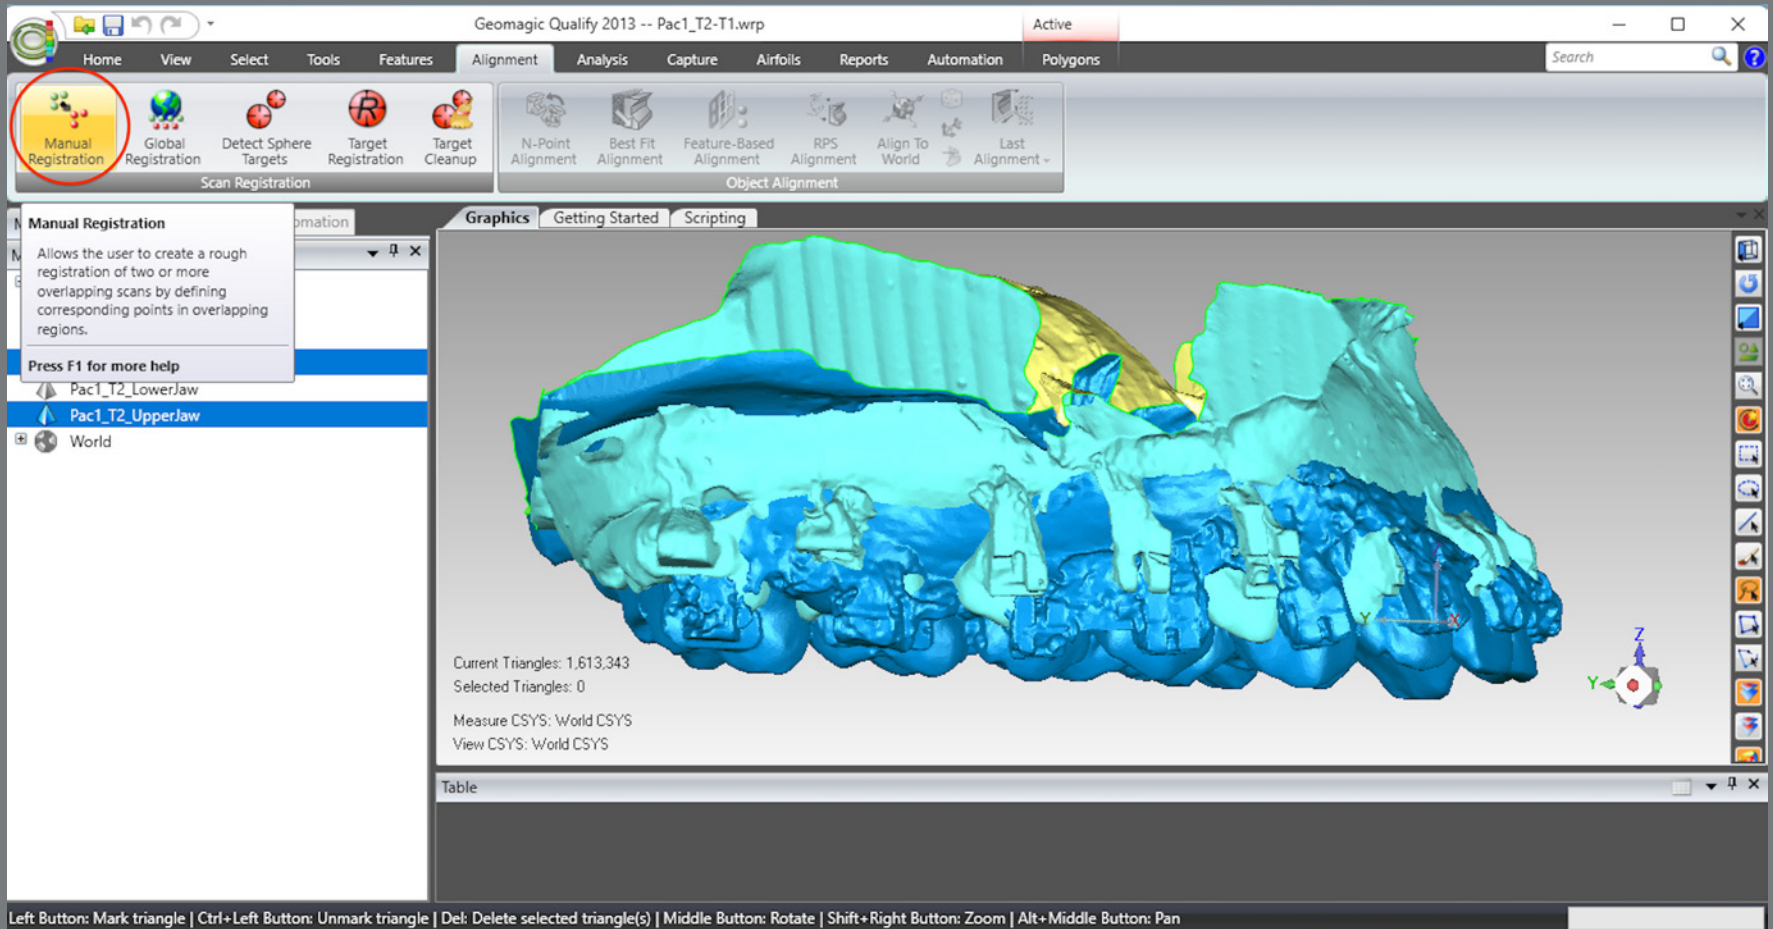 Geomagic Qualify 2013 -- Pac1_T2-T1.wrp
Active
Home View Select Tools Features Alignment Analysis Capture Airfoils Reports Automation Polygons
Search
?
Manual
Registration
Global
Registration
Detect Sphere
Targets
Target
Registration
Target
Cleanup
N-Point
Alignment
Best Fit
Alignment
Feature-Based
Alignment
RPS
Alignment
Align To
World
Last
Alignment
Scan Registration
Object Alignment
Manual Registration
Allows the user to create a rough
registration of two or more
overlapping scans by defining
corresponding points in overlapping
regions.
Press F1 for more help
Pac1_T2_LowerJaw
Pac1_T2_UpperJaw
World
Graphics Getting Started Scripting
Current Triangles: 1,613,343
Selected Triangles: 0
Measure CSYS: World CSYS
View CSYS: World CSYS
Y X
Z
Y
Table
Left Button: Mark triangle | Ctrl+Left Button: Unmark triangle | Del: Delete selected triangle(s) | Middle Button: Rotate | Shift+Right Button: Zoom | Alt+Middle Button: Pan